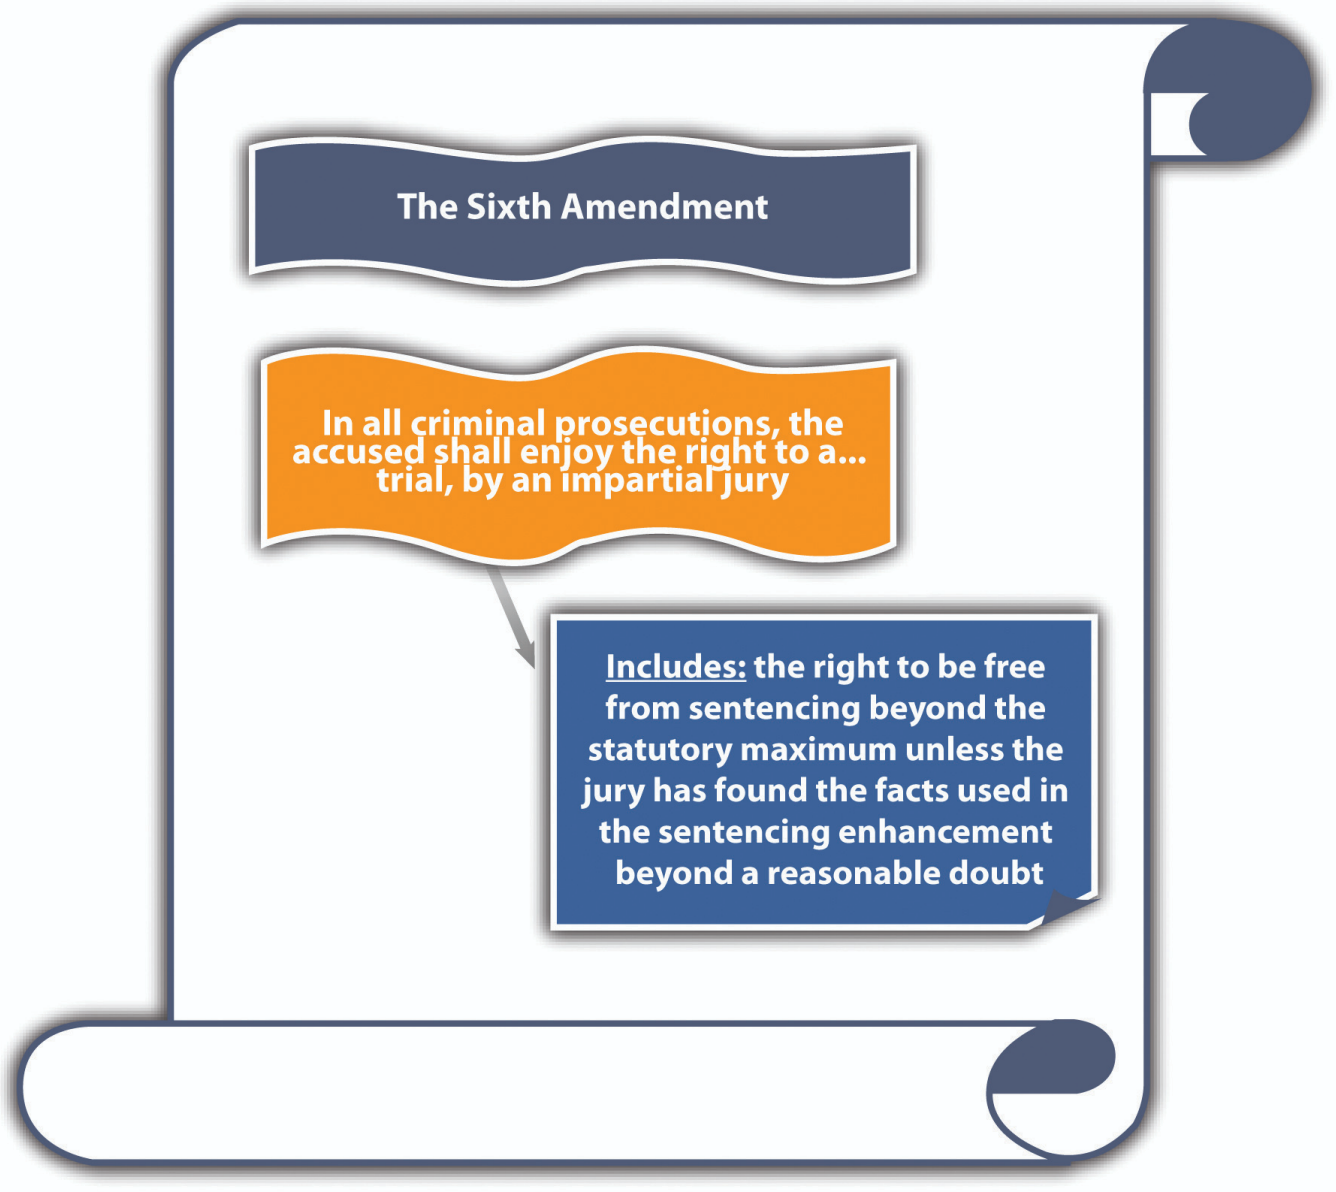 The Sixth Amendment
In all criminal prosecutions, the
accused shall enjoy the right to a...
trial, by an impartial jury
Includes: the right to be free
from sentencing beyond the
statutory maximum unless the
jury has found the facts used in
the sentencing enhancement
beyond a reasonable doubt